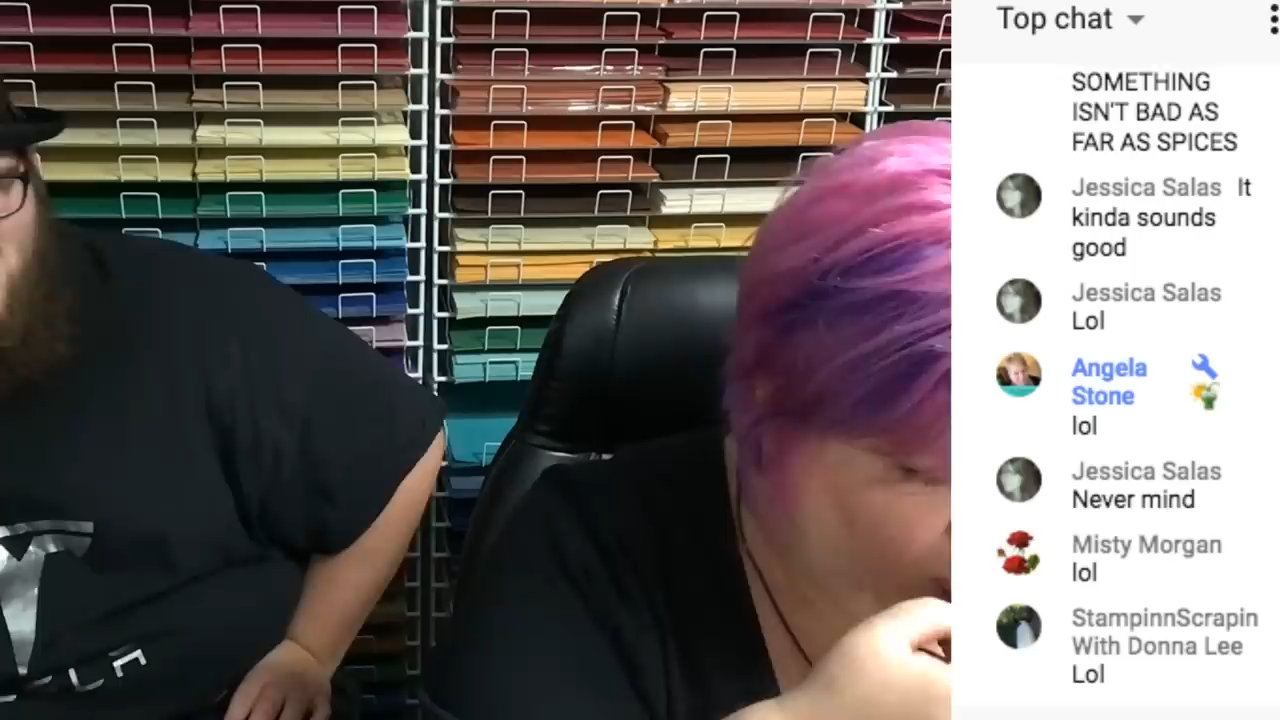 Top chat
SOMETHING
ISN'T BAD AS
FAR AS SPICES
Jessica Salas It
kinda sounds
good
Jessica Salas
Lol
Angela
Stone
lol
Jessica Salas
Never mind
Misty Morgan
lol
StampinnScrapin
With Donna Lee
Lol